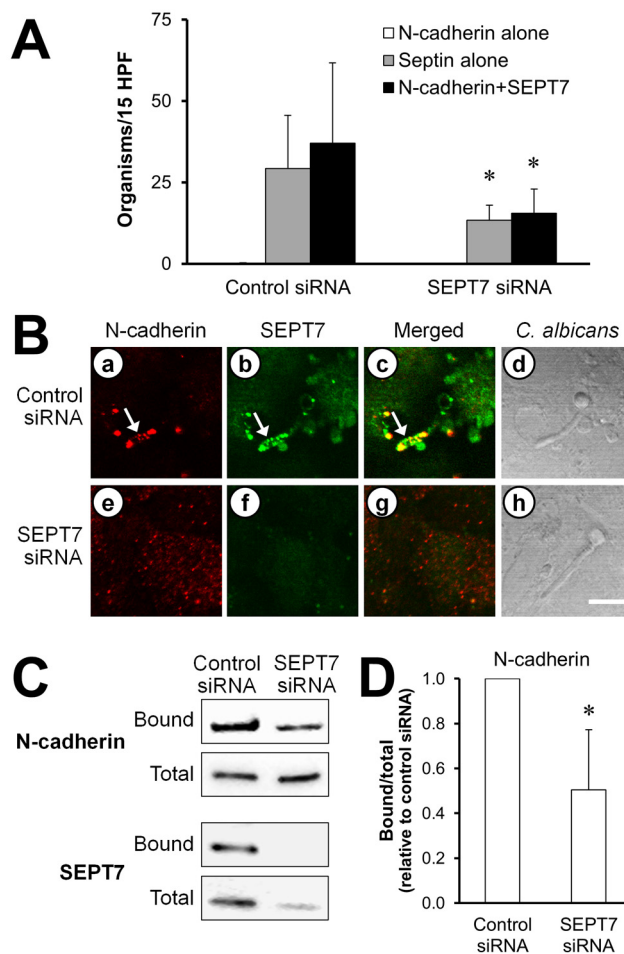 A
Organisms/15 HPF
75
50
25
0
N-cadherin alone
Septin alone
N-cadherin+SEPT7
*
*
Control siRNA
SEPT7 siRNA
B
N-cadherin
SEPT7
Merged
C. albicans
Control
siRNA
a
b
c
d
SEPT7
siRNA
e
f
g
h
C
Control
siRNA
SEPT7
siRNA
N-cadherin
Bound
Total
SEPT7
Bound
Total
D
N-cadherin
Bound/total
(relative to control siRNA)
1.0
0.8
0.6
0.4
0.2
0.0
*
Control
siRNA
SEPT7
siRNA